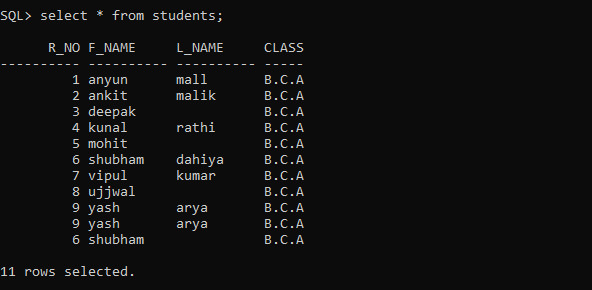 SQL> select * from students;
      R_NO F_NAME     L_NAME     CLASS
---------- ---------- ---------- -----
         1 anyun      mall       B.C.A
         2 ankit      malik      B.C.A
         3 deepak                B.C.A
         4 kunal      rathi      B.C.A
         5 mohit                 B.C.A
         6 shubham    dahiya     B.C.A
         7 vipul      kumar      B.C.A
         8 ujjwal                B.C.A
         9 yash       arya       B.C.A
         9 yash       arya       B.C.A
         6 shubham               B.C.A
11 rows selected.